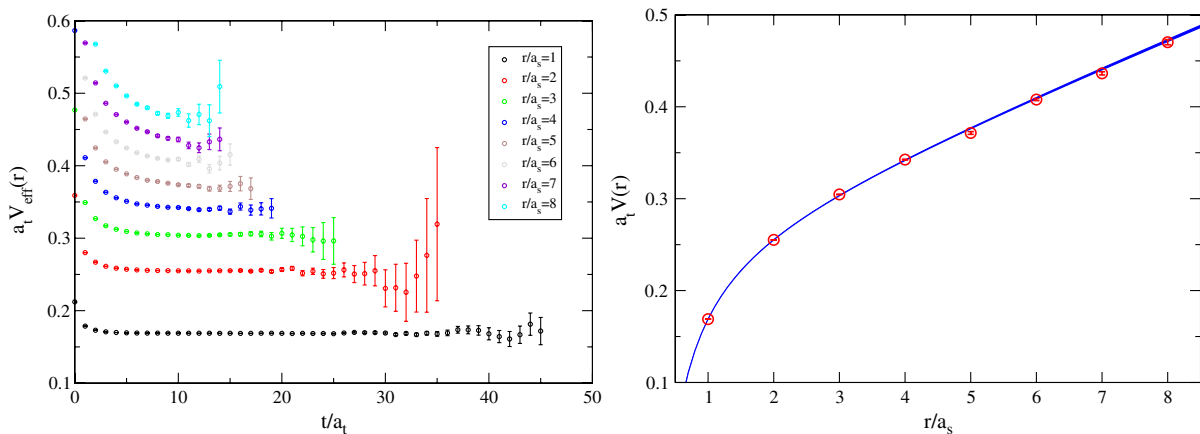 0.6
0.5
0.4
0.3
0.2
0.1
a_t V_eff(r)
0
10
20
30
40
50
t/a_t
r/a_s=1
r/a_s=2
r/a_s=3
r/a_s=4
r/a_s=5
r/a_s=6
r/a_s=7
r/a_s=8
0.5
0.4
0.3
0.2
0.1
a_t V(r)
1
2
3
4
5
6
7
8
r/a_s